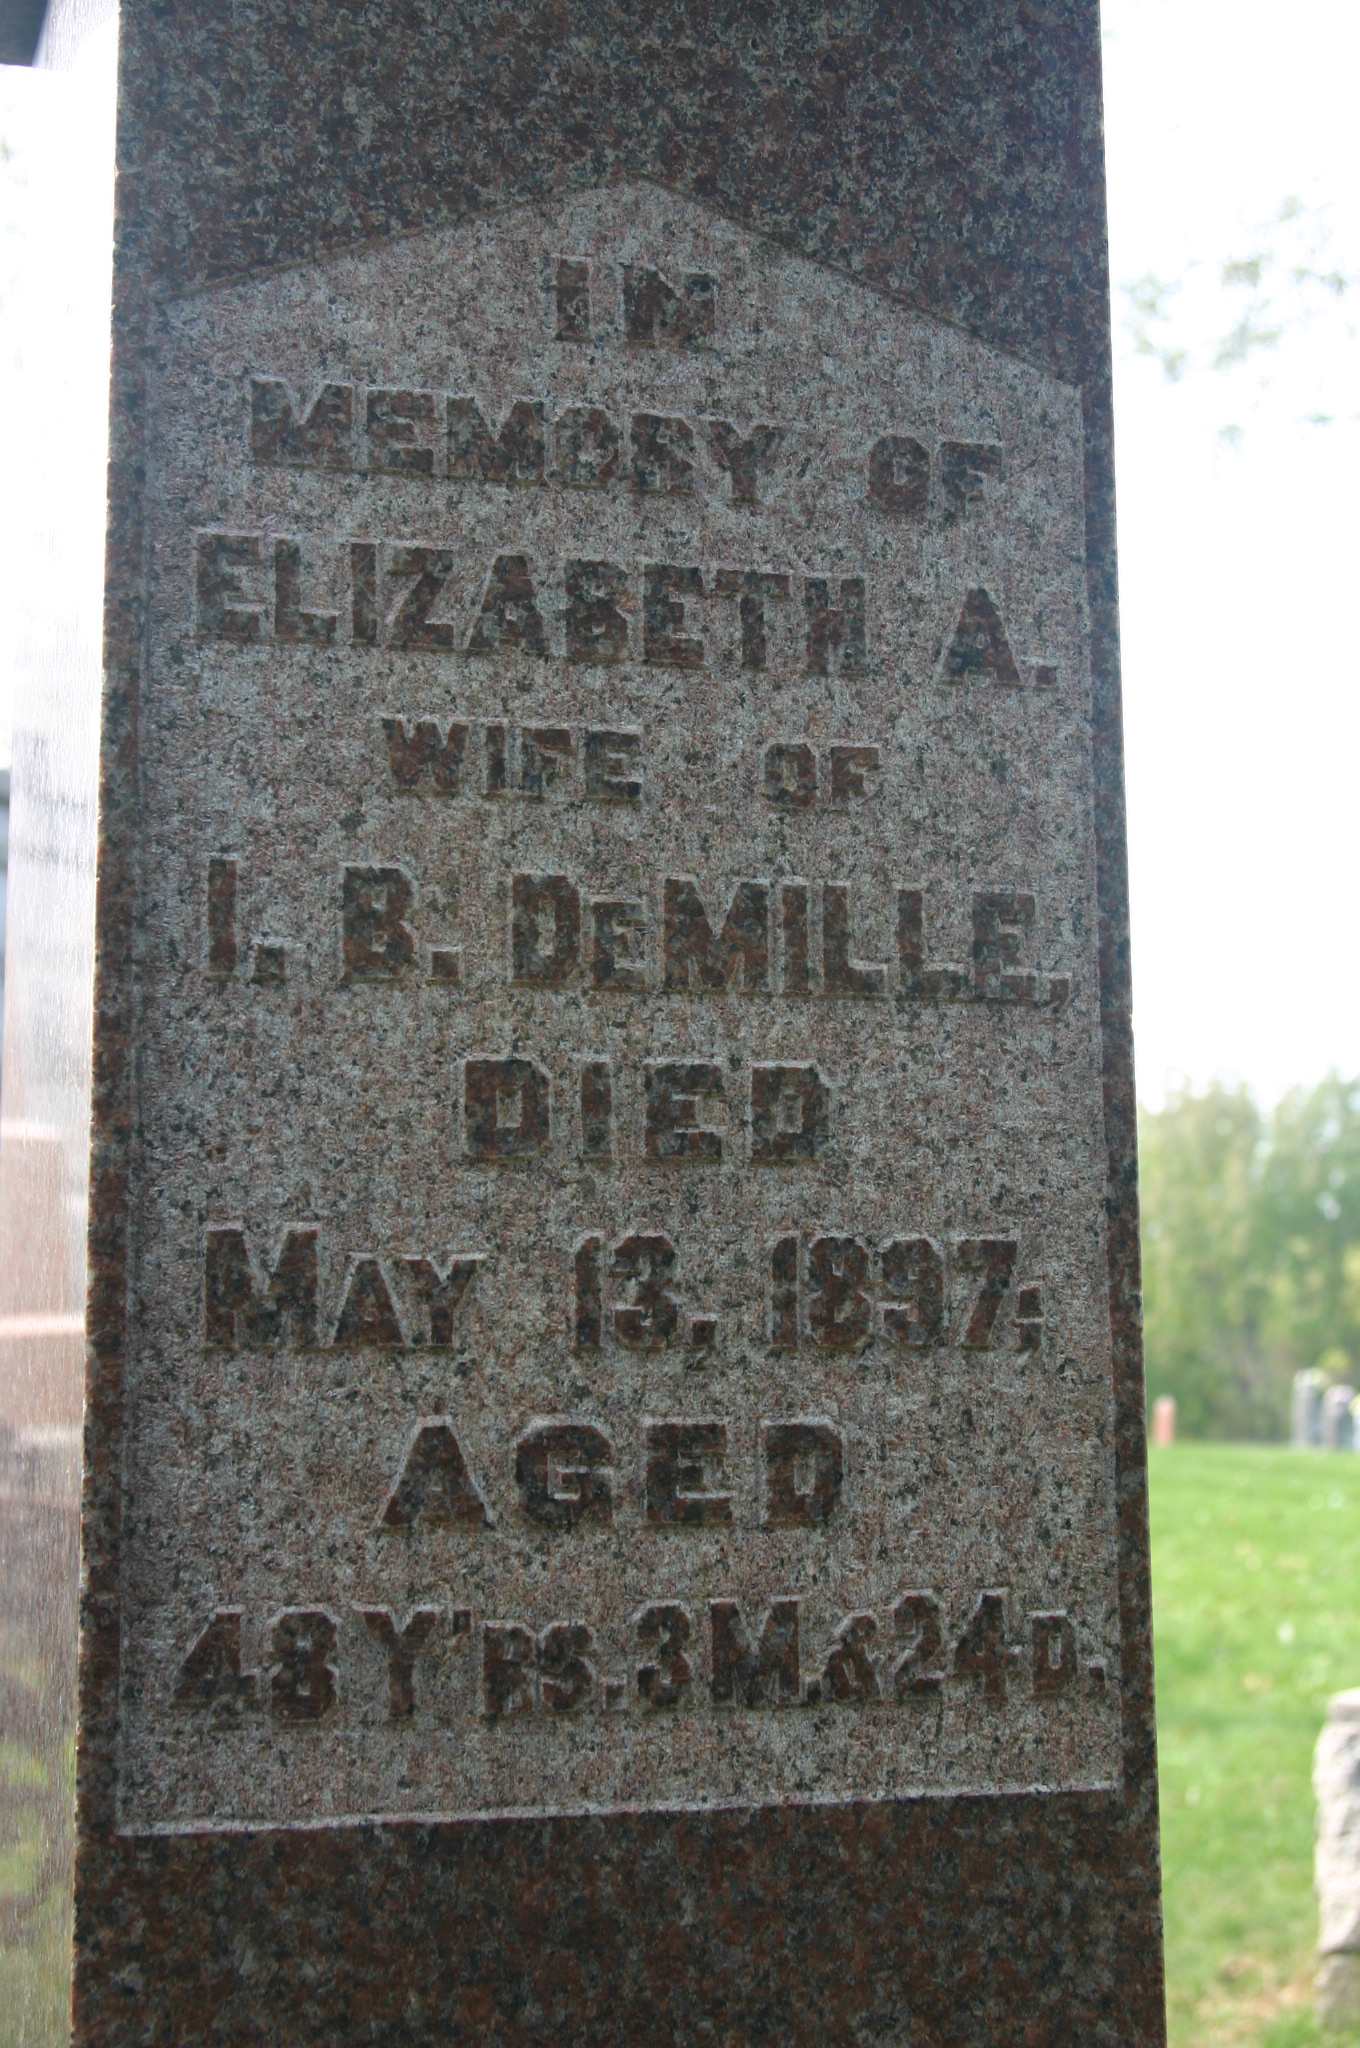 IN
MEMORY OF
ELIZABETH A.
WIFE OF
I. B. DEMILLE,
DIED
MAY 13, 1897;
AGED
48 Y'RS. 3 M. & 24 D.